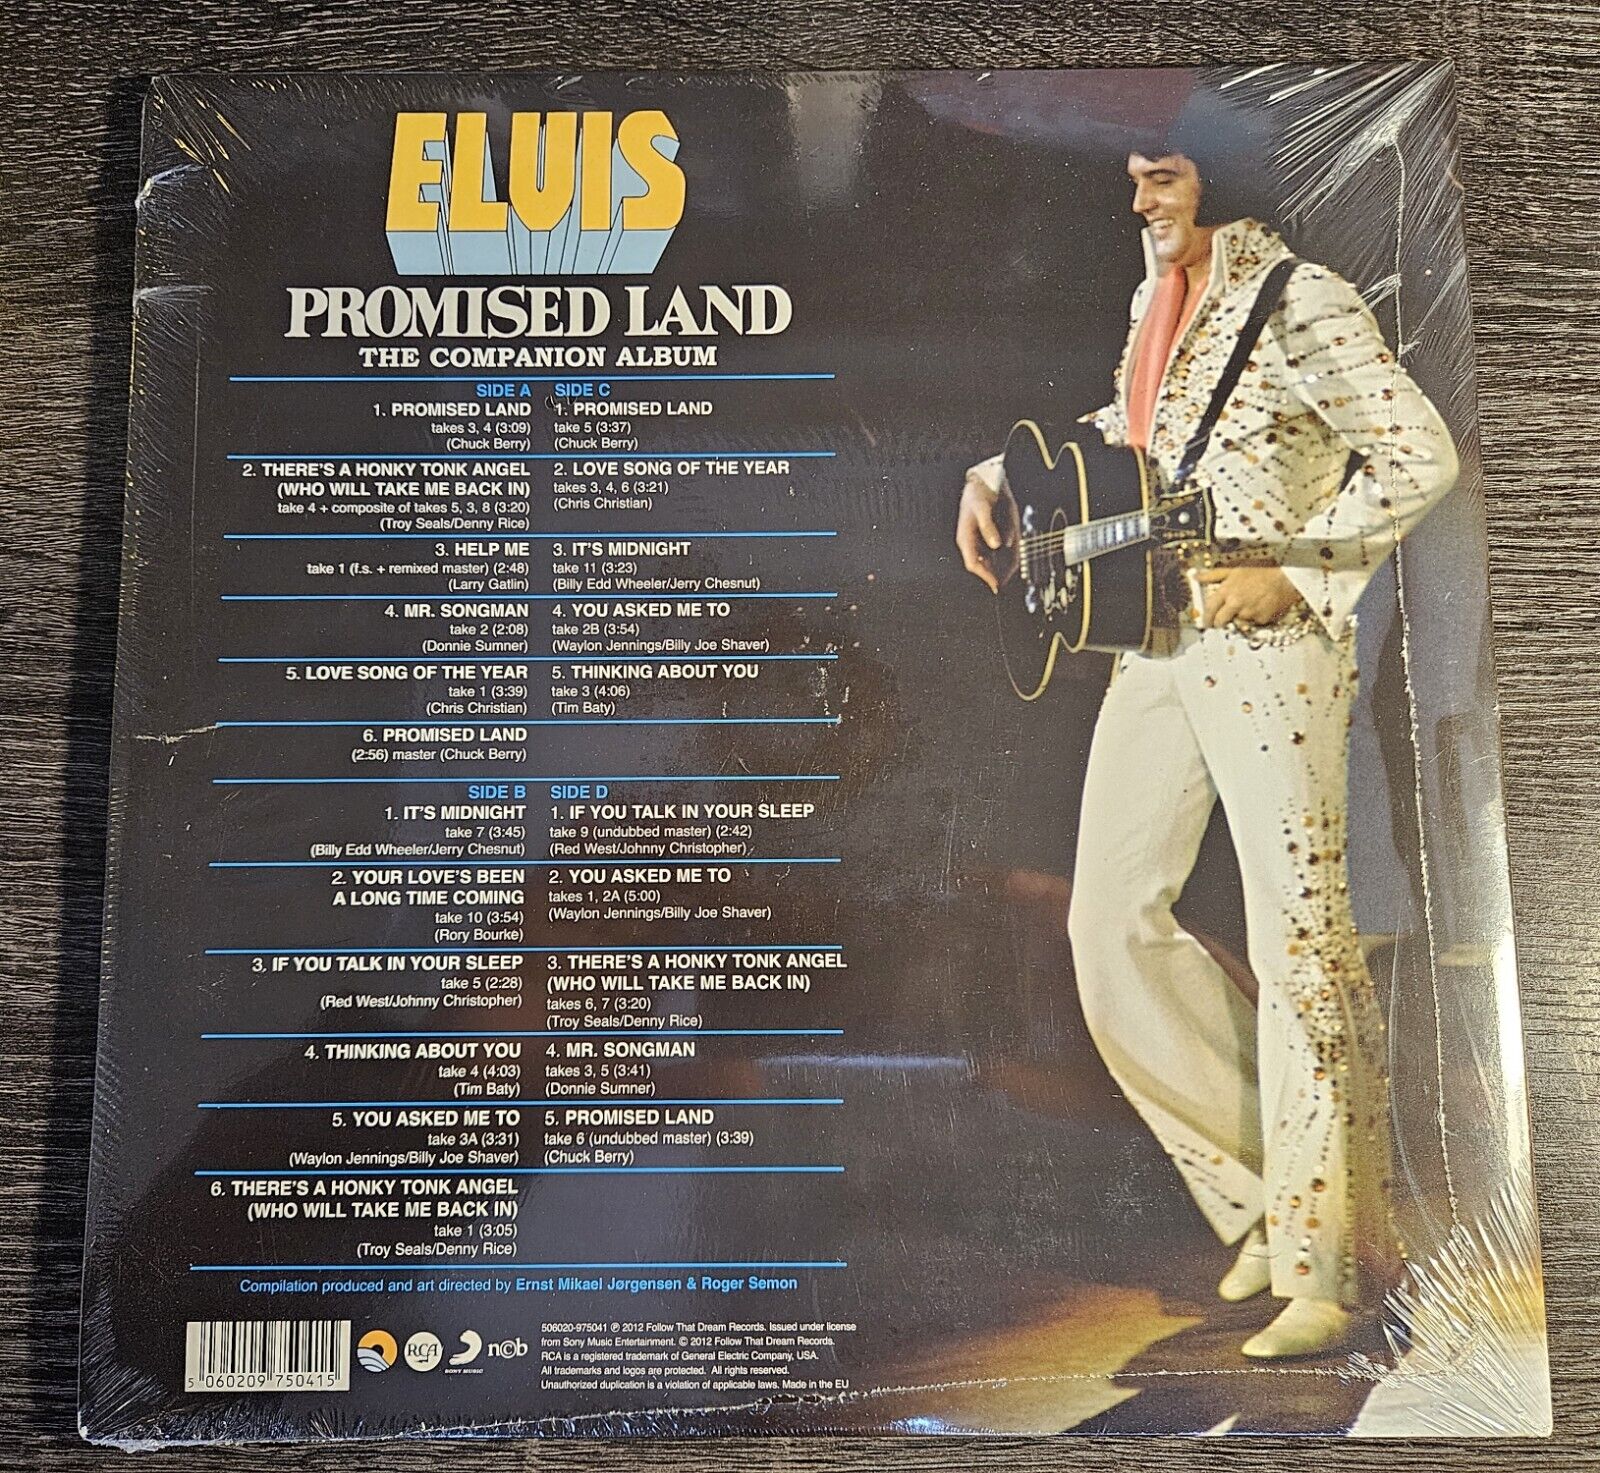 ELVIS
PROMISED LAND
THE COMPANION ALBUM
SIDE A
1. PROMISED LAND
takes 3, 4 (3:09)
(Chuck Berry)
2. THERE'S A HONKY TONK ANGEL
(WHO WILL TAKE ME BACK IN)
take 4 + composite of takes 5, 3, 8 (3:20)
(Troy Seals/Denny Rice)
3. HELP ME
take 1 (f.s. + remixed master) (2:48)
(Larry Gatlin)
4. MR. SONGMAN
take 2 (2:08)
(Donnie Sumner)
5. LOVE SONG OF THE YEAR
take 1 (3:39)
(Chris Christian)
6. PROMISED LAND
(2:56) master (Chuck Berry)
SIDE C
1. PROMISED LAND
take 5 (3:37)
(Chuck Berry)
2. LOVE SONG OF THE YEAR
takes 3, 4, 6 (3:21)
(Chris Christian)
3. IT'S MIDNIGHT
take 11 (3:23)
(Billy Edd Wheeler/Jerry Chesnut)
4. YOU ASKED ME TO
take 2B (3:54)
(Waylon Jennings/Billy Joe Shaver)
5. THINKING ABOUT YOU
take 3 (4:06)
(Tim Baty)
SIDE B
1. IT'S MIDNIGHT
take 7 (3:45)
(Billy Edd Wheeler/Jerry Chesnut)
2. YOUR LOVE'S BEEN
A LONG TIME COMING
take 10 (3:54)
(Rory Bourke)
3. IF YOU TALK IN YOUR SLEEP
take 5 (2:28)
(Red West/Johnny Christopher)
4. THINKING ABOUT YOU
take 4 (4:03)
(Tim Baty)
5. YOU ASKED ME TO
take 3A (3:31)
(Waylon Jennings/Billy Joe Shaver)
6. THERE'S A HONKY TONK ANGEL
(WHO WILL TAKE ME BACK IN)
take 1 (3:05)
(Troy Seals/Denny Rice)
SIDE D
1. IF YOU TALK IN YOUR SLEEP
take 9 (undubbed master) (2:42)
(Red West/Johnny Christopher)
2. YOU ASKED ME TO
takes 1, 2A (5:00)
(Waylon Jennings/Billy Joe Shaver)
3. THERE'S A HONKY TONK ANGEL
(WHO WILL TAKE ME BACK IN)
takes 6, 7 (3:20)
(Troy Seals/Denny Rice)
4. MR. SONGMAN
takes 3, 5 (3:41)
(Donnie Sumner)
5. PROMISED LAND
take 6 (undubbed master) (3:39)
(Chuck Berry)
Compilation produced and art directed by Ernst Mikael Jørgensen & Roger Semon
5 060209 750415
RCA
SONY MUSIC
n©b
506020-975041 ℗ 2012 Follow That Dream Records. Issued under license
from Sony Music Entertainment. © 2012 Follow That Dream Records.
RCA is a registered trademark of General Electric Company, USA.
All trademarks and logos are protected. All rights reserved.
Unauthorized duplication is a violation of applicable laws. Made in the EU